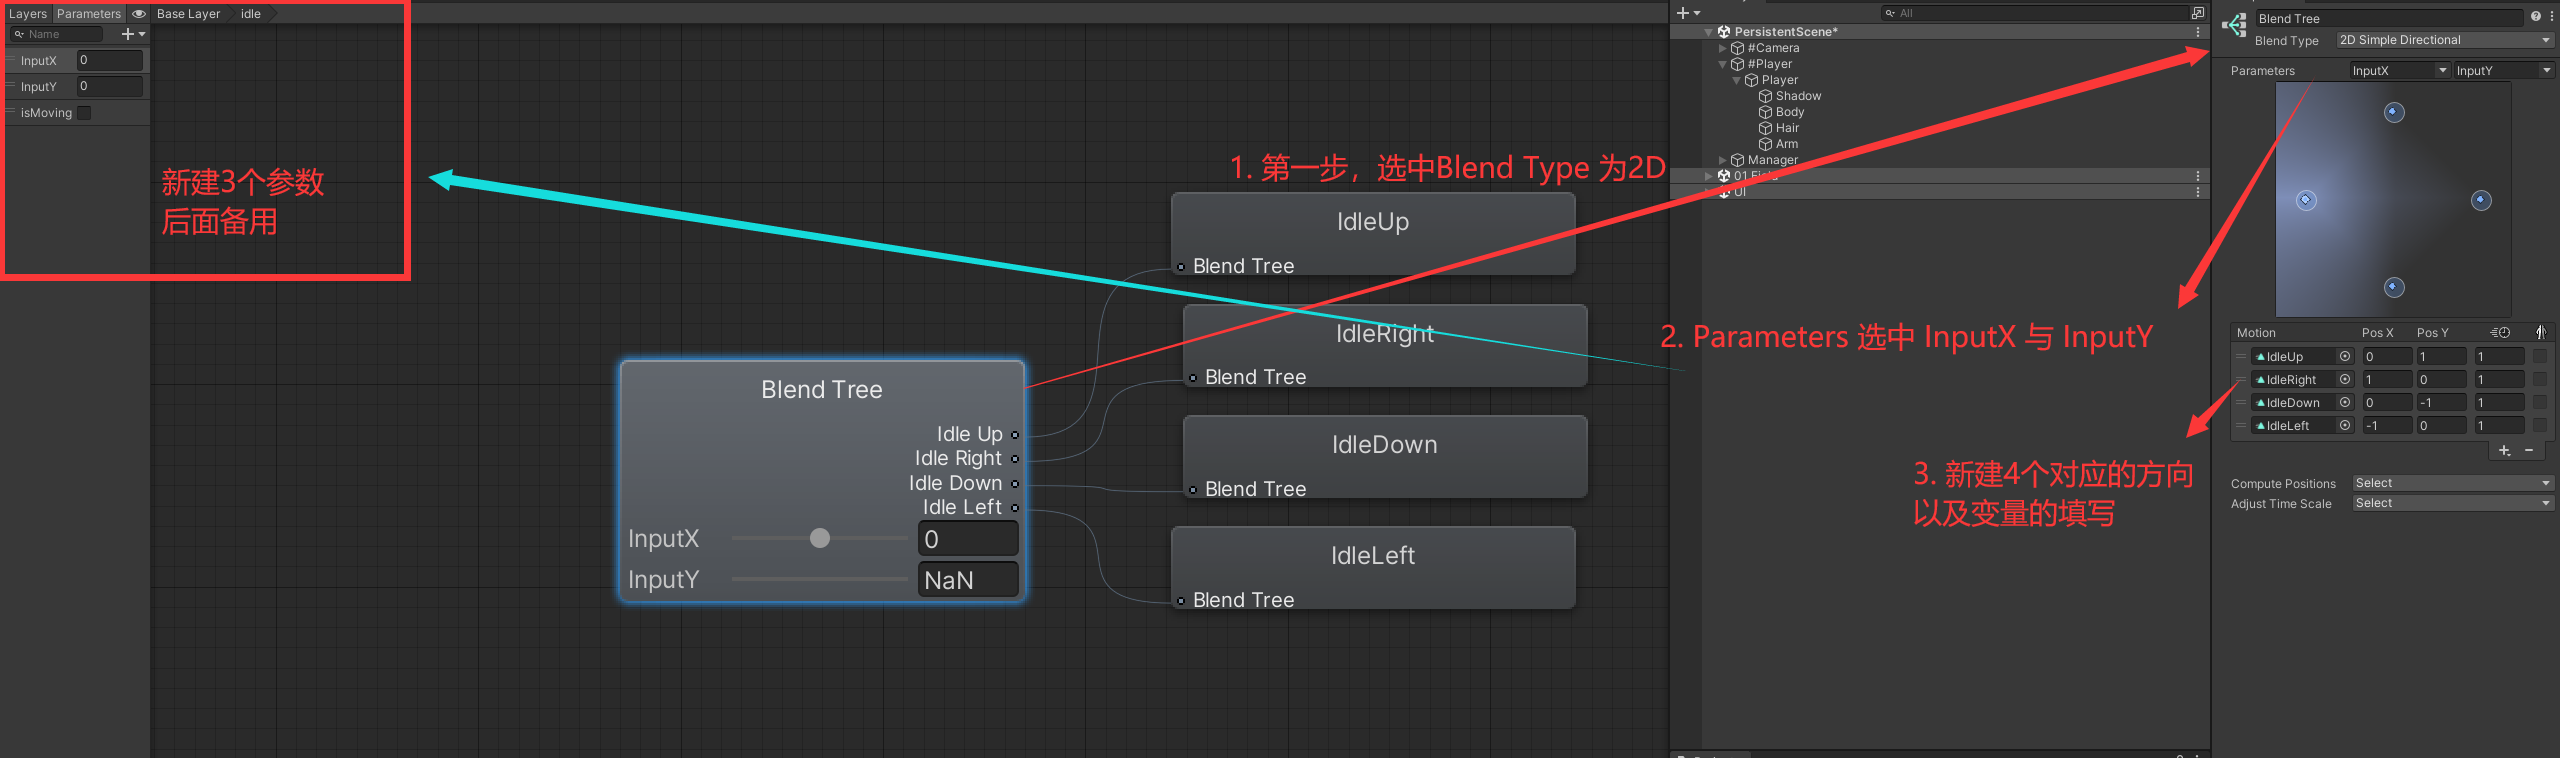 Layers Parameters Base Layer idle
Name
InputX 0
InputY 0
isMoving
新建3个参数
后面备用
Blend Tree
Idle Up
Idle Right
Idle Down
Idle Left
InputX 0
InputY NaN
1. 第一步，选中Blend Type 为2D
IdleUp
Blend Tree
IdleRight
Blend Tree
IdleDown
Blend Tree
IdleLeft
Blend Tree
All
PersistentScene*
#Camera
#Player
Player
Shadow
Body
Hair
Arm
Manager
UI
2. Parameters 选中 InputX 与 InputY
3. 新建4个对应的方向
以及变量的填写
Blend Tree
Blend Type 2D Simple Directional
Parameters InputX InputY
Motion Pos X Pos Y
IdleUp 0 1 1
IdleRight 1 0 1
IdleDown 0 -1 1
IdleLeft -1 0 1
Compute Positions Select
Adjust Time Scale Select